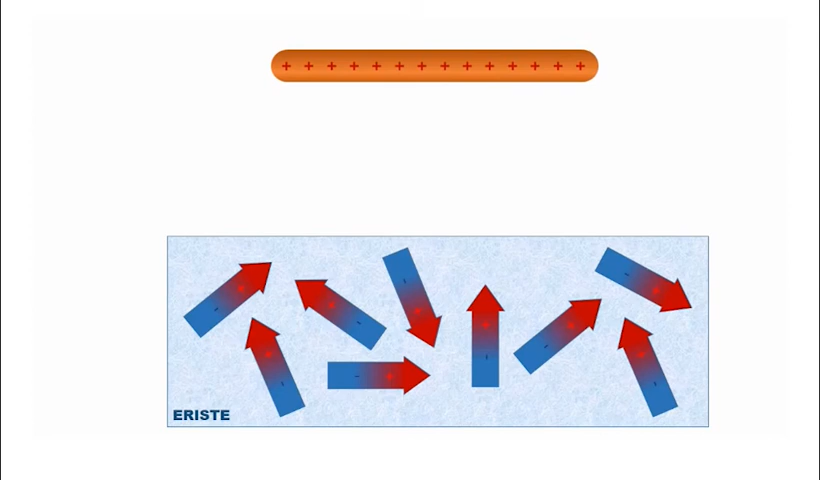 + + + + + + + + + + + + + +
ERISTE